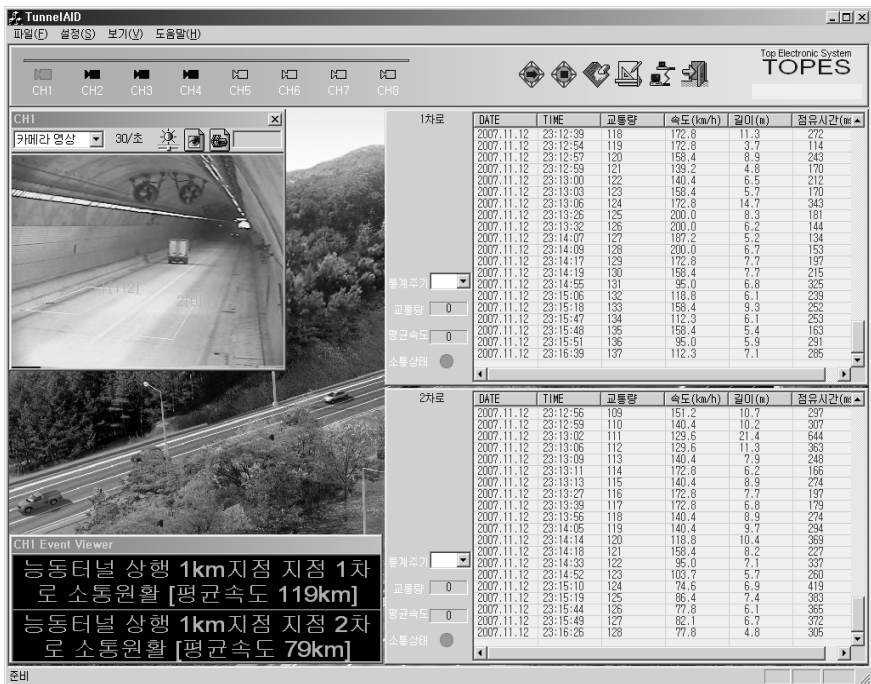 TunnelAID
파일(F) 설정(S) 보기(V) 도움말(H)
CH1 CH2 CH3 CH4 CH5 CH6 CH7 CH8
Top Electronic System
TOPES
CH1
카메라 영상 30/초
1차로
통계주기
교통량 0
평균속도 0
소통상태
DATE TIME 교통량 속도(km/h) 길이(m) 점유시간(ms
2007.11.12 23:12:39 118 172.8 11.3 272
2007.11.12 23:12:54 119 172.8 3.7 114
2007.11.12 23:12:57 120 158.4 8.9 243
2007.11.12 23:12:59 121 139.2 4.8 170
2007.11.12 23:13:00 122 140.4 6.5 212
2007.11.12 23:13:03 123 158.4 5.7 170
2007.11.12 23:13:06 124 172.8 14.7 343
2007.11.12 23:13:26 125 200.0 8.3 181
2007.11.12 23:13:32 126 200.0 6.2 144
2007.11.12 23:14:07 127 187.2 5.2 134
2007.11.12 23:14:09 128 200.0 6.7 153
2007.11.12 23:14:17 129 172.8 7.7 197
2007.11.12 23:14:19 130 158.4 7.7 215
2007.11.12 23:14:55 131 95.0 6.8 325
2007.11.12 23:15:06 132 118.8 6.1 239
2007.11.12 23:15:18 133 158.4 9.3 252
2007.11.12 23:15:47 134 112.3 6.1 253
2007.11.12 23:15:48 135 158.4 5.4 163
2007.11.12 23:15:51 136 95.0 5.9 291
2007.11.12 23:16:39 137 112.3 7.1 285
2차로
통계주기
교통량 0
평균속도 0
소통상태
DATE TIME 교통량 속도(km/h) 길이(m) 점유시간(ms
2007.11.12 23:12:56 109 151.2 10.7 297
2007.11.12 23:12:59 110 140.4 10.2 307
2007.11.12 23:13:02 111 129.6 21.4 644
2007.11.12 23:13:06 112 129.6 11.3 363
2007.11.12 23:13:09 113 140.4 7.9 248
2007.11.12 23:13:11 114 172.8 6.2 166
2007.11.12 23:13:13 115 140.4 8.9 274
2007.11.12 23:13:27 116 172.8 7.7 197
2007.11.12 23:13:39 117 172.8 6.8 179
2007.11.12 23:13:56 118 140.4 8.9 274
2007.11.12 23:14:05 119 140.4 9.7 294
2007.11.12 23:14:14 120 118.8 10.4 369
2007.11.12 23:14:18 121 158.4 8.2 227
2007.11.12 23:14:33 122 95.0 7.1 337
2007.11.12 23:14:52 123 103.7 5.7 260
2007.11.12 23:15:10 124 74.6 6.9 419
2007.11.12 23:15:19 125 86.4 7.4 383
2007.11.12 23:15:44 126 77.8 6.1 365
2007.11.12 23:15:49 127 82.1 6.7 372
2007.11.12 23:16:26 128 77.8 4.8 305
CH1 Event Viewer
능동터널 상행 1km지점 지점 1차
로 소통원활 [평균속도 119km]
능동터널 상행 1km지점 지점 2차
로 소통원활 [평균속도 79km]
준비